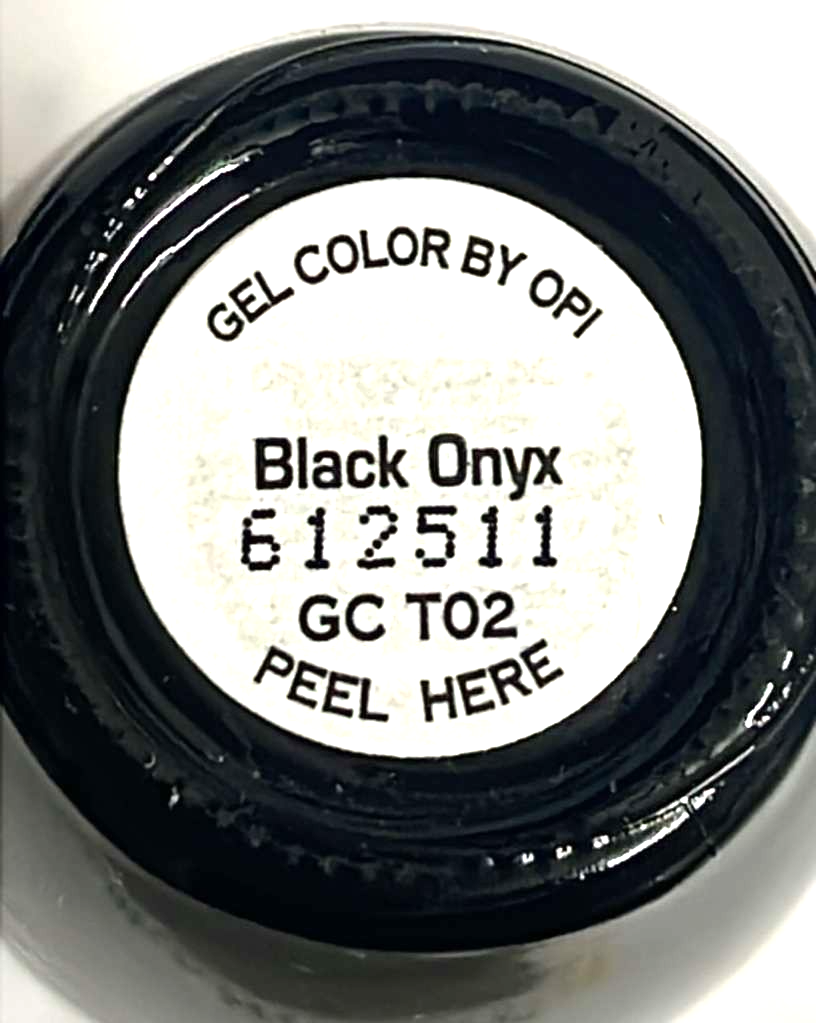 GEL COLOR BY OPI
Black Onyx
612511
GC T02
PEEL HERE